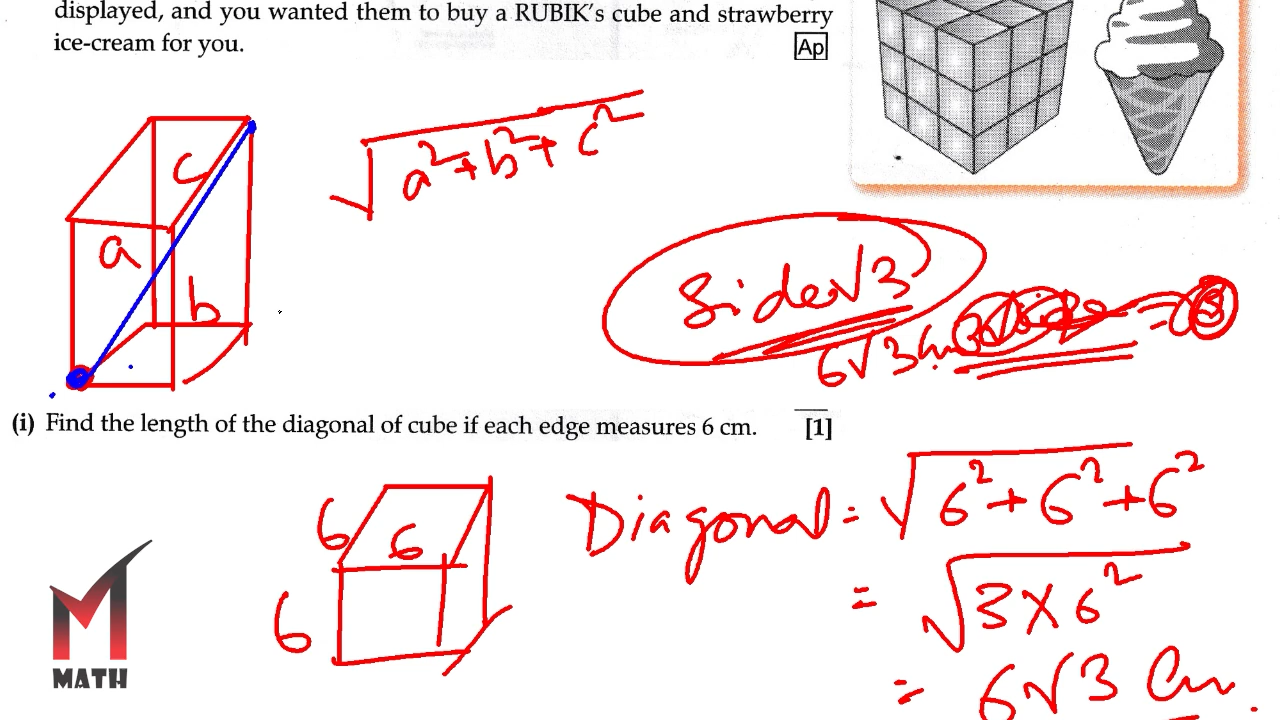 displayed, and you wanted them to buy a RUBIK's cube and strawberry
ice-cream for you.
Ap
√a²+b²+c²
c
a
b
Side√3
6√3 cm
(i) Find the length of the diagonal of cube if each edge measures 6 cm. [1]
6
6
6
Diagonal = √6²+6²+6²
= √3×6²
= 6√3 cm.
MATH